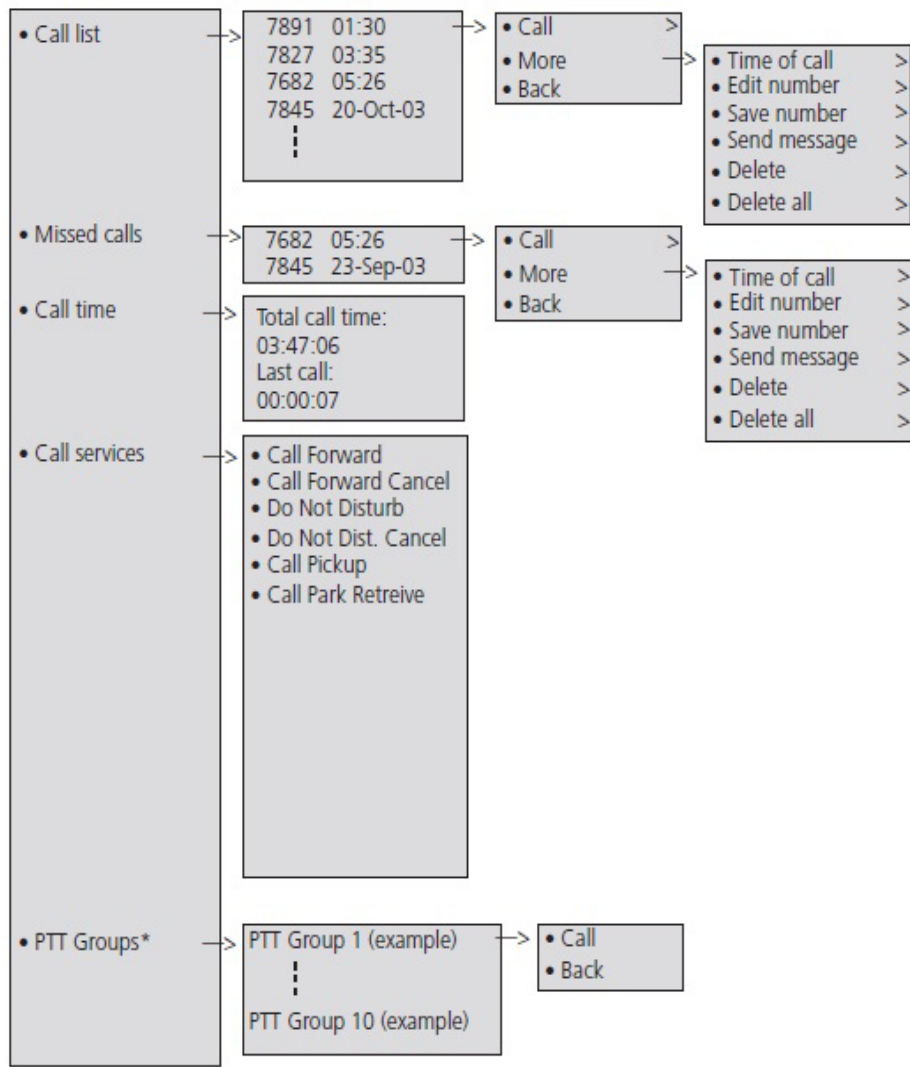 • Call list
7891 01:30
7827 03:35
7682 05:26
7845 20-Oct-03
• Call >
• More
• Back
• Time of call >
• Edit number >
• Save number >
• Send message >
• Delete >
• Delete all >
• Missed calls
7682 05:26
7845 23-Sep-03
• Call >
• More
• Back
• Time of call >
• Edit number >
• Save number >
• Send message >
• Delete >
• Delete all >
• Call time
Total call time:
03:47:06
Last call:
00:00:07
• Call services
• Call Forward
• Call Forward Cancel
• Do Not Disturb
• Do Not Dist. Cancel
• Call Pickup
• Call Park Retreive
• PTT Groups*
PTT Group 1 (example)
PTT Group 10 (example)
• Call
• Back